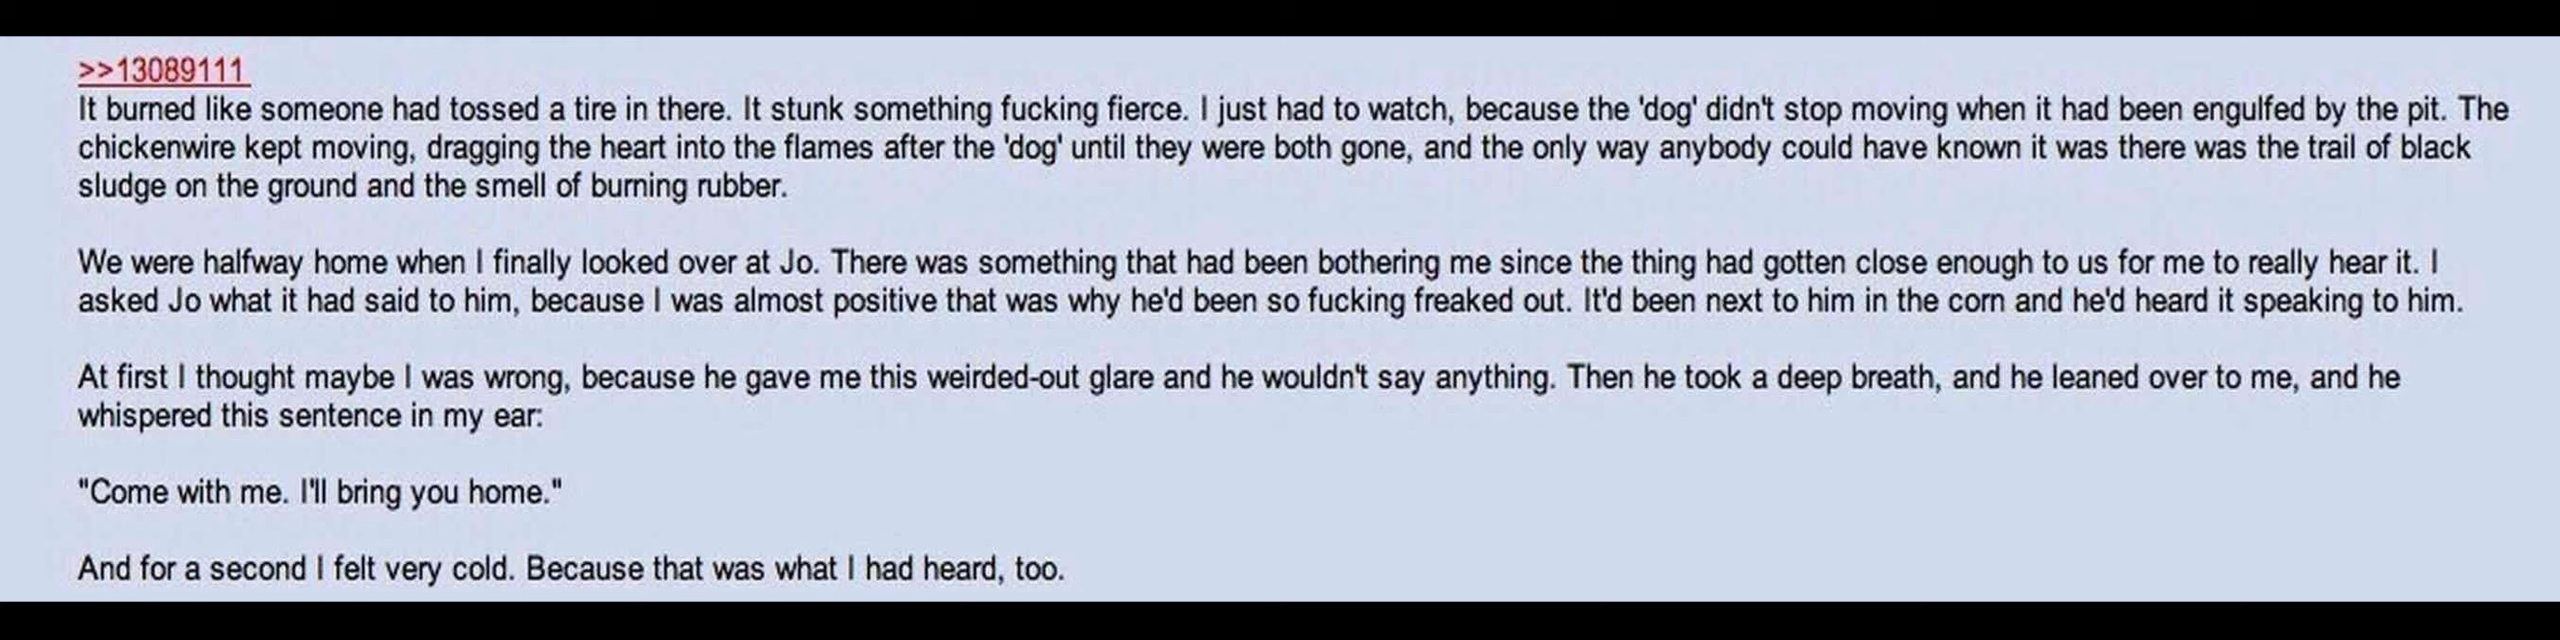 >>13089111
It burned like someone had tossed a tire in there. It stunk something fucking fierce. I just had to watch, because the 'dog' didn't stop moving when it had been engulfed by the pit. The
chickenwire kept moving, dragging the heart into the flames after the 'dog' until they were both gone, and the only way anybody could have known it was there was the trail of black
sludge on the ground and the smell of burning rubber.
We were halfway home when I finally looked over at Jo. There was something that had been bothering me since the thing had gotten close enough to us for me to really hear it. I
asked Jo what it had said to him, because I was almost positive that was why he'd been so fucking freaked out. It'd been next to him in the corn and he'd heard it speaking to him.
At first I thought maybe I was wrong, because he gave me this weirded-out glare and he wouldn't say anything. Then he took a deep breath, and he leaned over to me, and he
whispered this sentence in my ear:
"Come with me. I'll bring you home."
And for a second I felt very cold. Because that was what I had heard, too.